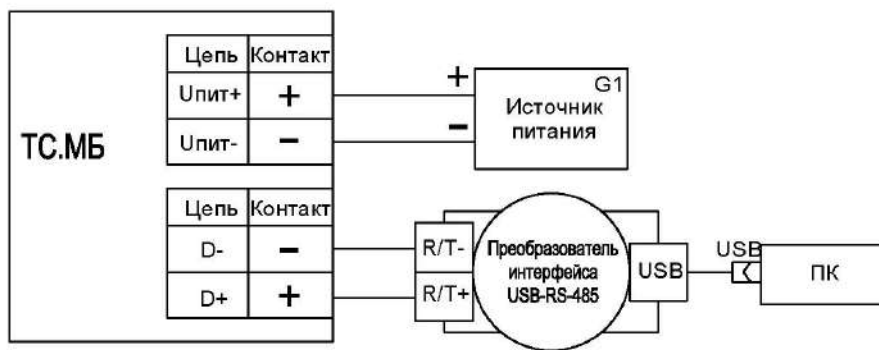 ТС.МБ
Цепь Контакт
Uпит+ +
Uпит- -
+
-
G1
Источник
питания
Цепь Контакт
D- -
D+ +
R/T-
R/T+
Преобразователь
интерфейса
USB-RS-485
USB
USB
ПК